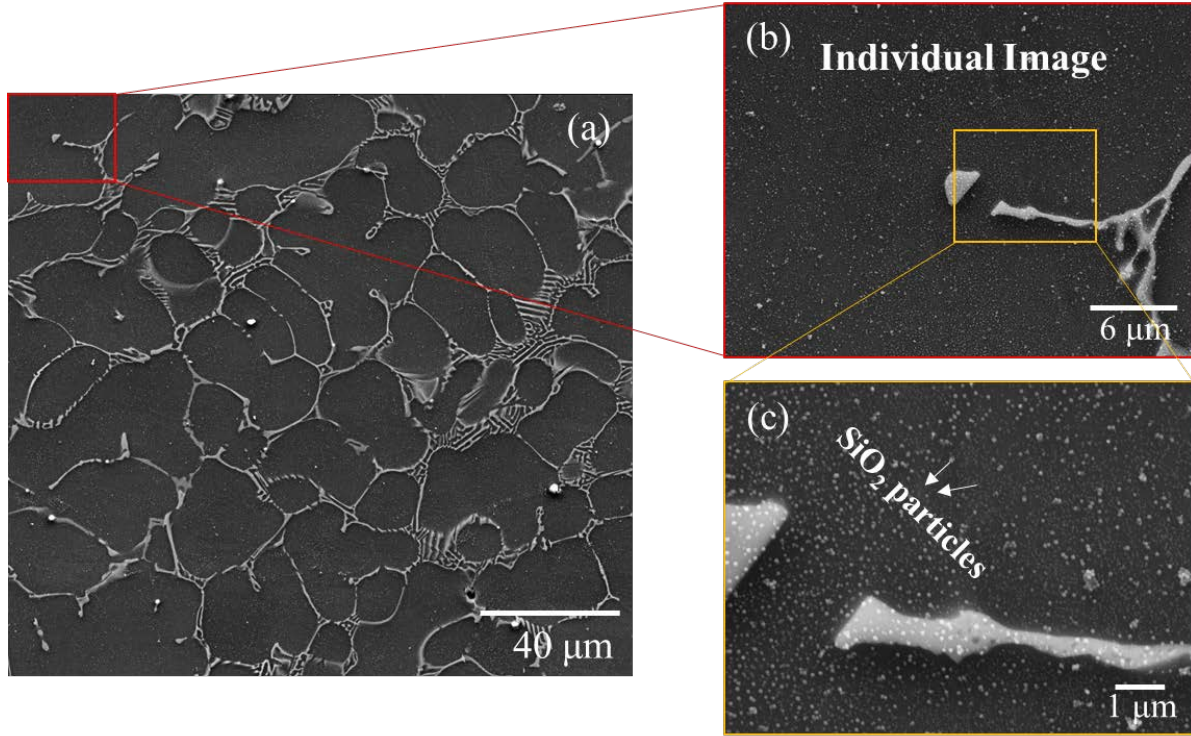 (a)
40 μm
(b)
Individual Image
6 μm
(c)
SiO₂ particles
1 μm